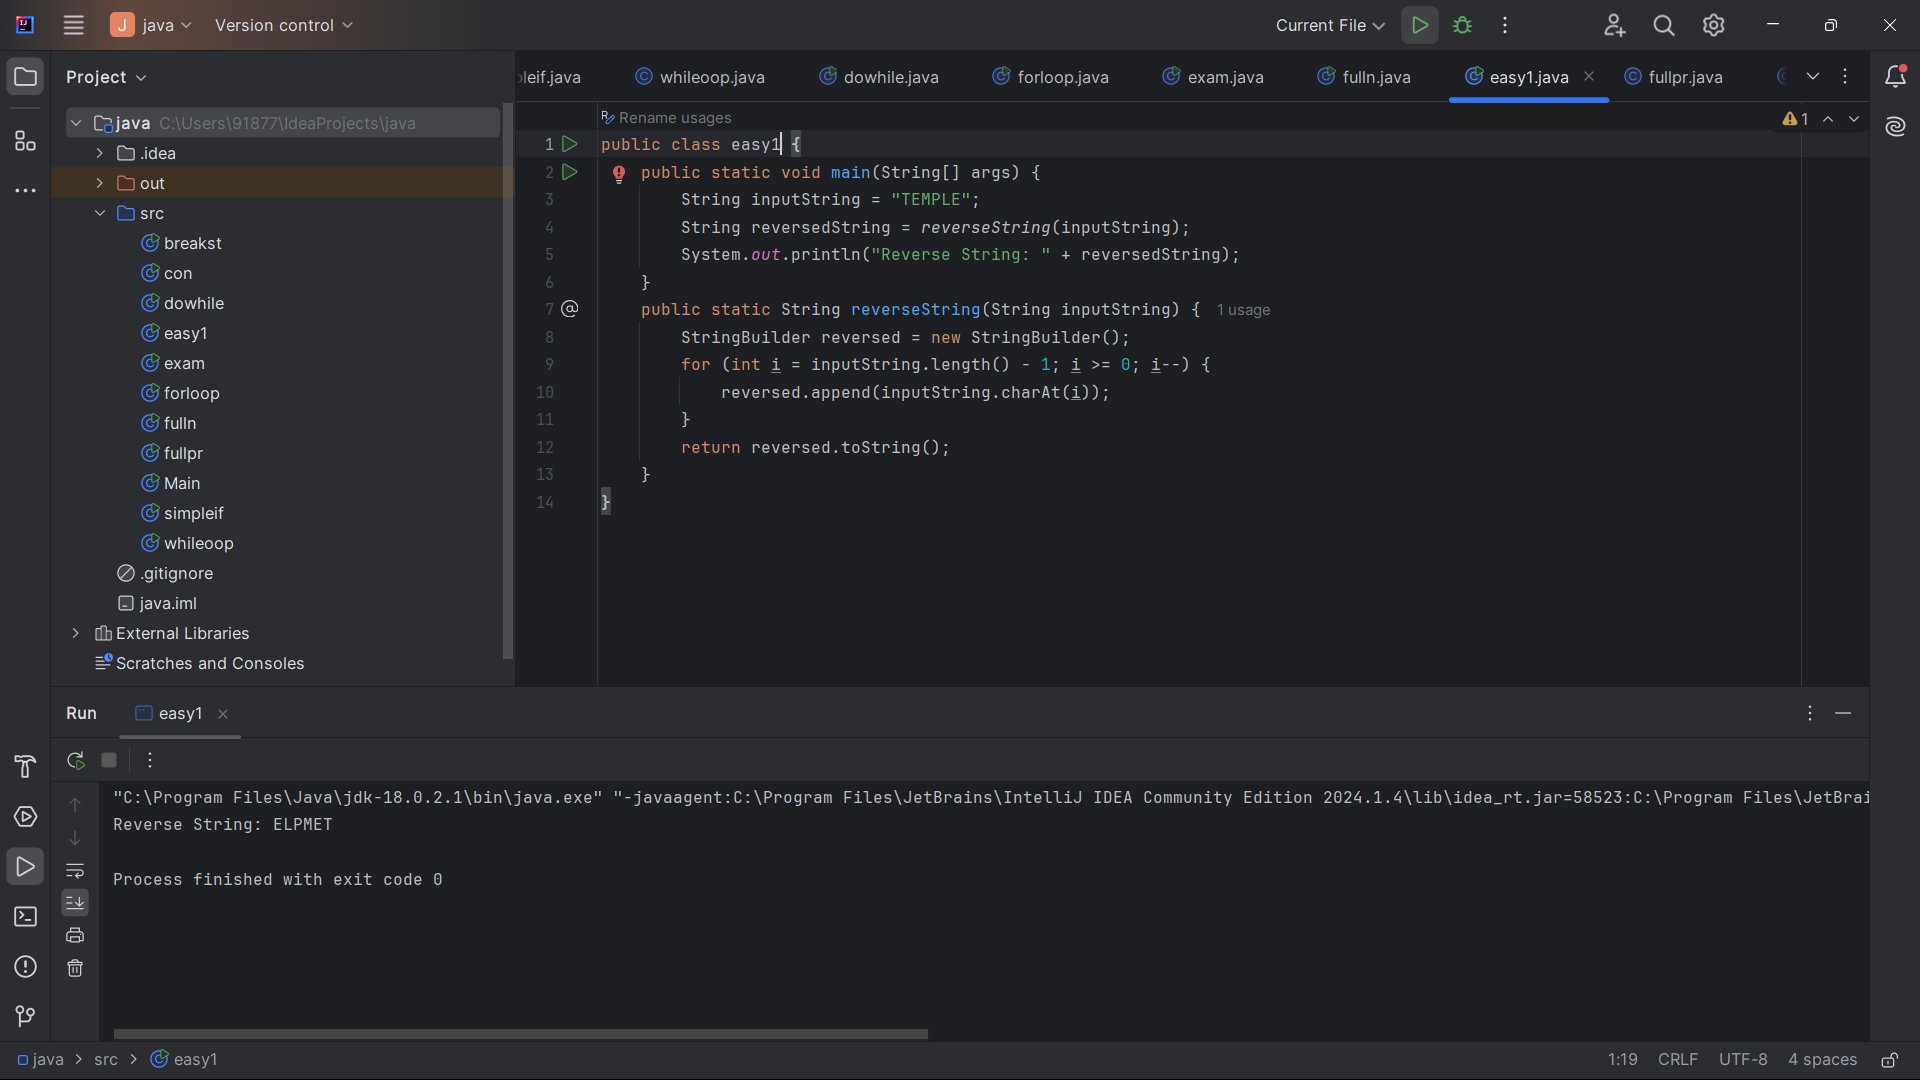 J java Version control Current File
Project
leif.java whileoop.java dowhile.java forloop.java exam.java fulln.java easy1.java fullpr.java
java C:\Users\91877\IdeaProjects\java
.idea
out
src
breakst
con
dowhile
easy1
exam
forloop
fulln
fullpr
Main
simpleif
whileoop
.gitignore
java.iml
External Libraries
Scratches and Consoles
Rename usages
1
1 public class easy1 {
2 public static void main(String[] args) {
3 String inputString = "TEMPLE";
4 String reversedString = reverseString(inputString);
5 System.out.println("Reverse String: " + reversedString);
6 }
7 @ public static String reverseString(String inputString) { 1 usage
8 StringBuilder reversed = new StringBuilder();
9 for (int i = inputString.length() - 1; i >= 0; i--) {
10 reversed.append(inputString.charAt(i));
11 }
12 return reversed.toString();
13 }
14 }
Run easy1
"C:\Program Files\Java\jdk-18.0.2.1\bin\java.exe" "-javaagent:C:\Program Files\JetBrains\IntelliJ IDEA Community Edition 2024.1.4\lib\idea_rt.jar=58523:C:\Program Files\JetBrai
Reverse String: ELPMET
Process finished with exit code 0
java > src > easy1 1:19 CRLF UTF-8 4 spaces